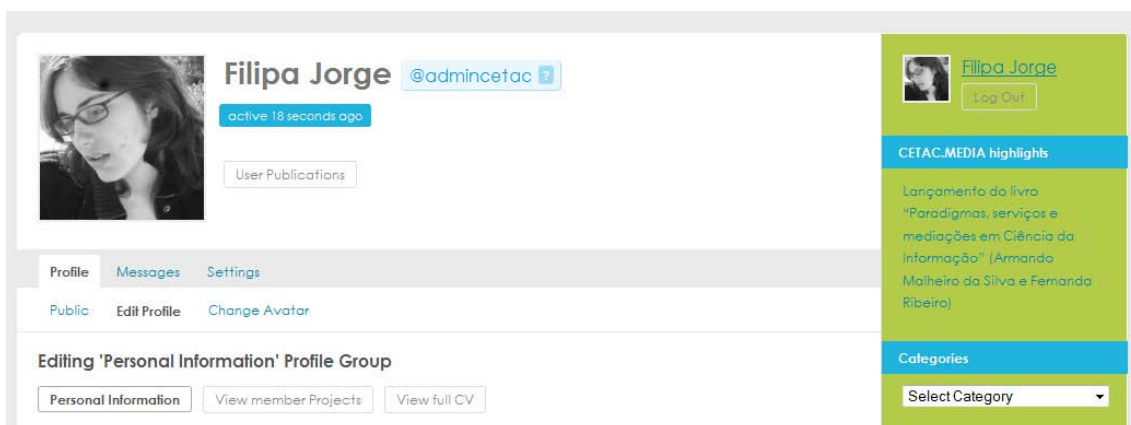 Filipa Jorge @admincetac ?
active 18 seconds ago
User Publications
Profile Messages Settings
Public Edit Profile Change Avatar
Editing 'Personal Information' Profile Group
Personal Information View member Projects View full CV
Filipa Jorge
Log Out
CETAC.MEDIA highlights
Lançamento do livro
“Paradigmas, serviços e
mediações em Ciência da
Informação” (Armando
Malheiro da Silva e Fernanda
Ribeiro)
Categories
Select Category